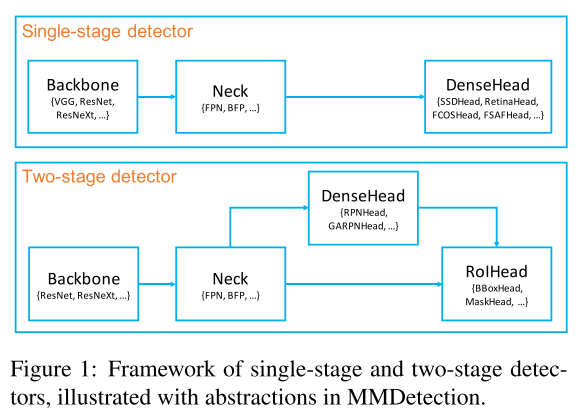 Single-stage detector
Backbone
{VGG, ResNet,
ResNeXt, ...}
Neck
{FPN, BFP, ...}
DenseHead
{SSDHead, RetinaHead,
FCOSHead, FSAFHead, ...}
Two-stage detector
DenseHead
{RPNHead,
GARPNHead, ...}
Backbone
{ResNet, ResNeXt, ...}
Neck
{FPN, BFP, ...}
RoIHead
{BBoxHead,
MaskHead, ...}
Figure 1: Framework of single-stage and two-stage detec-
tors, illustrated with abstractions in MMDetection.